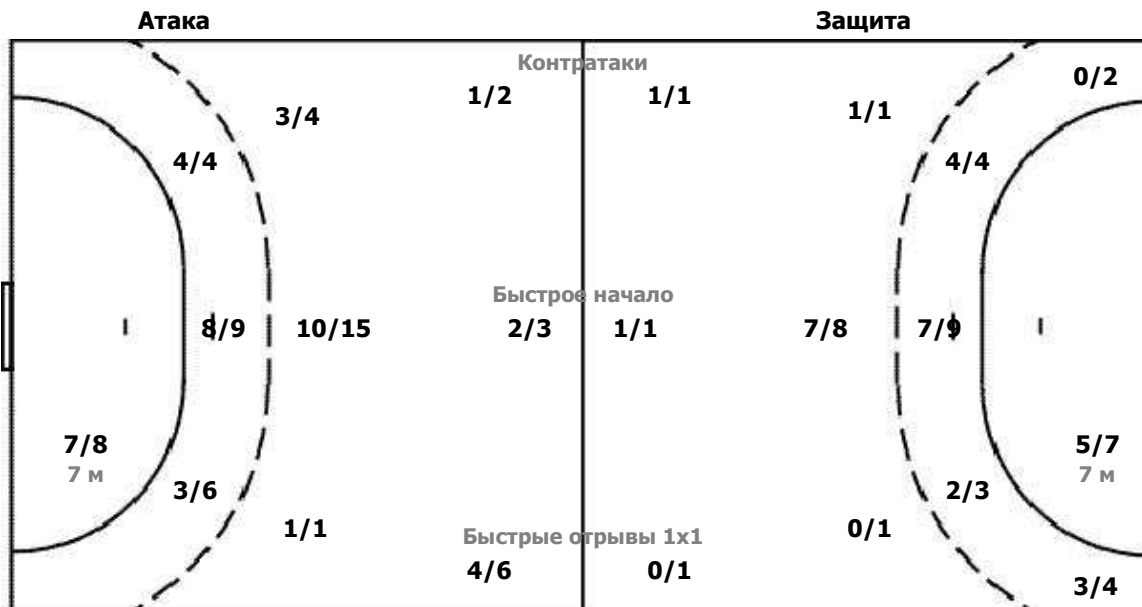 Атака Защита
Контратаки
0/2
1/2 1/1
3/4 1/1
4/4 4/4
Быстрое начало
8/9 10/15 2/3 1/1 7/8 7/9
7/8 5/7
7 м 7 м
3/6 2/3
1/1 0/1
Быстрые отрывы 1x1
4/6 0/1
3/4